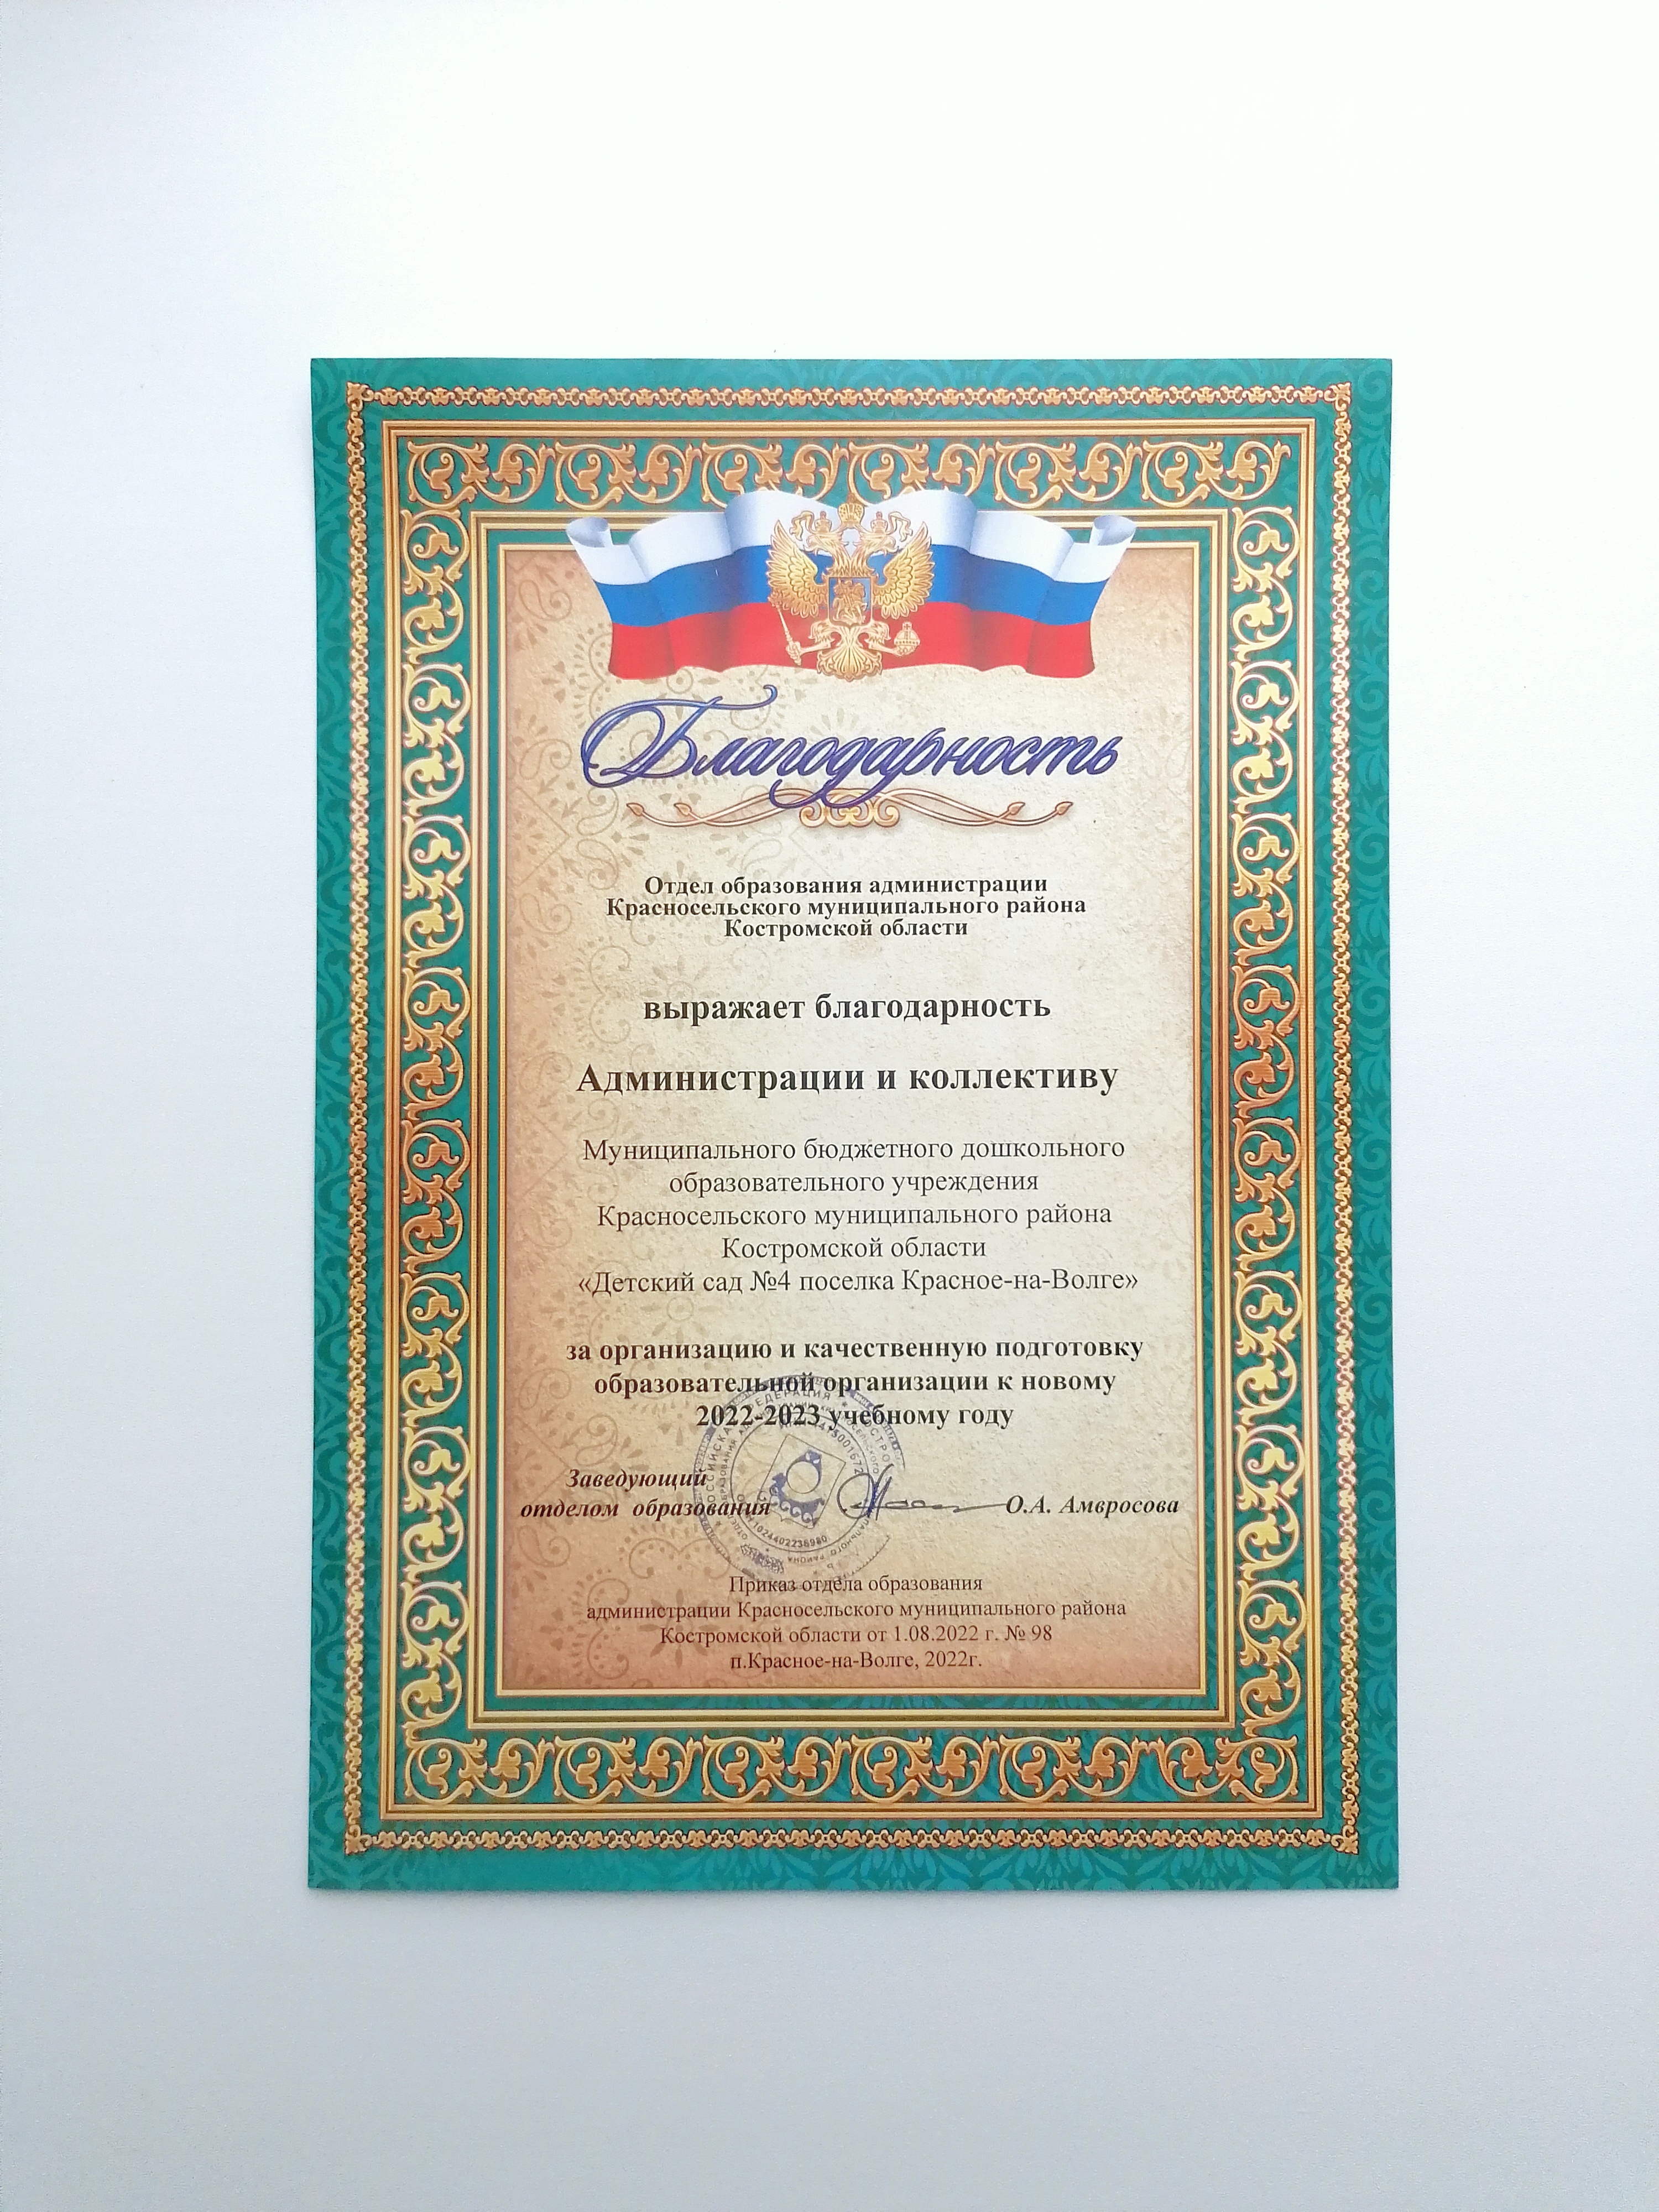 Благодарность
Отдел образования администрации
Красносельского муниципального района
Костромской области
выражает благодарность
Администрации и коллективу
Муниципального бюджетного дошкольного
образовательного учреждения
Красносельского муниципального района
Костромской области
«Детский сад №4 поселка Красное-на-Волге»
за организацию и качественную подготовку
образовательной организации к новому
2022-2023 учебному году
Заведующий
отделом образования
О.А. Амвросова
Приказ отдела образования
администрации Красносельского муниципального района
Костромской области от 1.08.2022 г. № 98
п.Красное-на-Волге, 2022г.